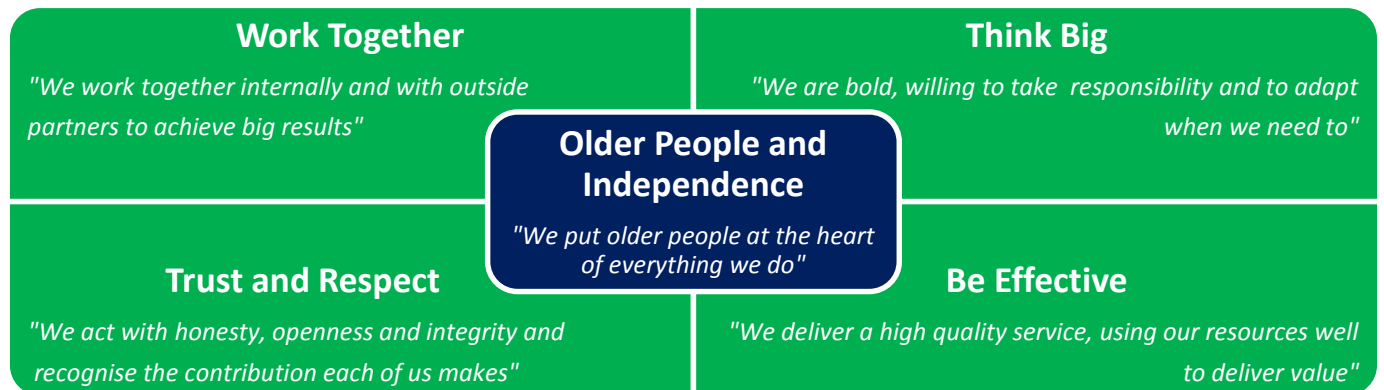 Work Together
"We work together internally and with outside
partners to achieve big results"
Think Big
"We are bold, willing to take  responsibility and to adapt
when we need to"
Older People and
Independence
"We put older people at the heart
of everything we do"
Trust and Respect
"We act with honesty, openness and integrity and
recognise the contribution each of us makes"
Be Effective
"We deliver a high quality service, using our resources well
to deliver value"